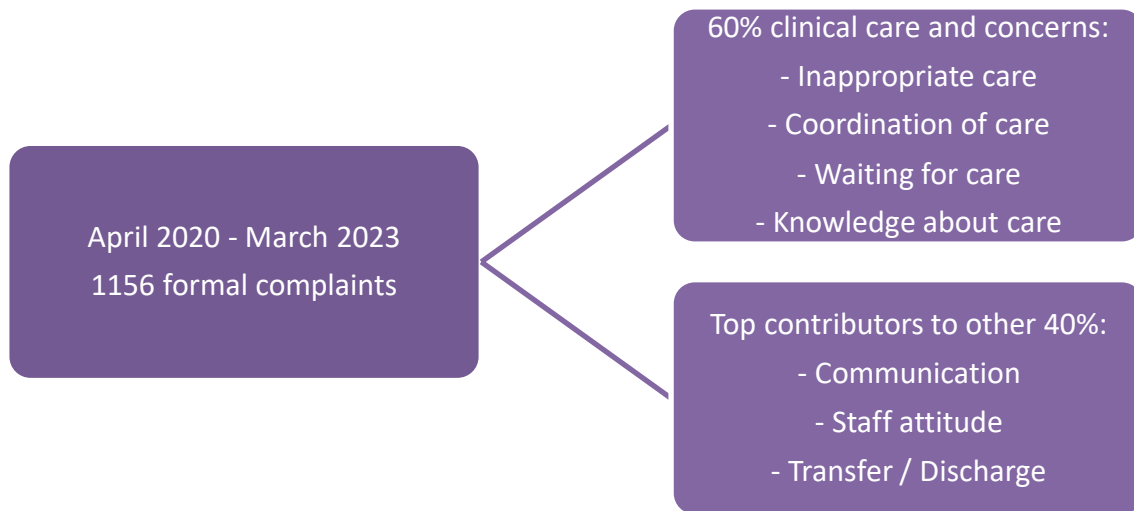 April 2020 - March 2023
1156 formal complaints
60% clinical care and concerns:
- Inappropriate care
- Coordination of care
- Waiting for care
- Knowledge about care
Top contributors to other 40%:
- Communication
- Staff attitude
- Transfer / Discharge